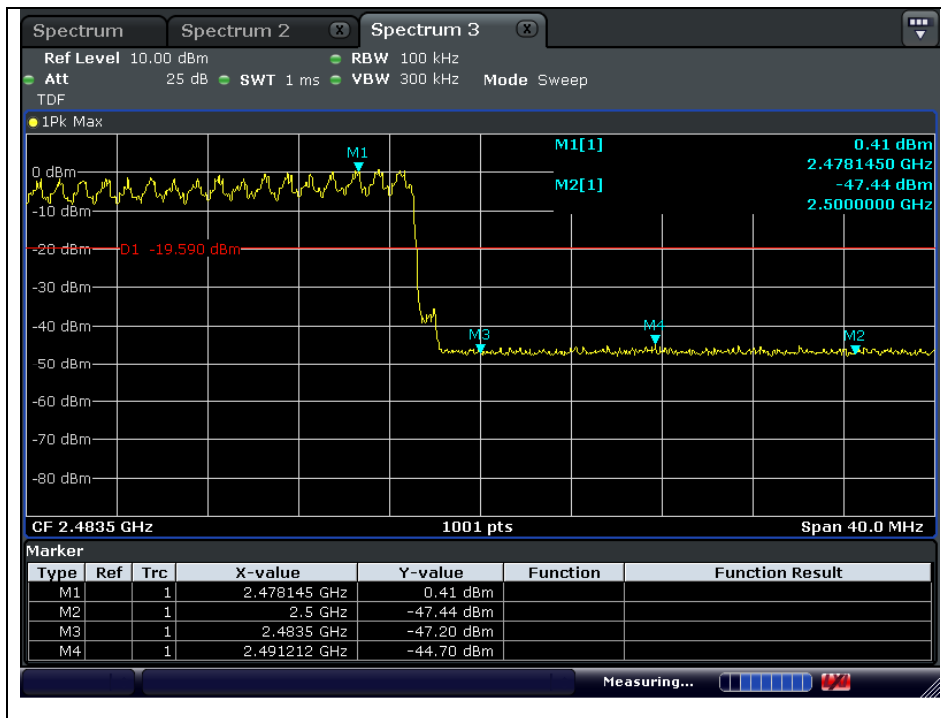 Spectrum Spectrum 2 X Spectrum 3 X
Ref Level 10.00 dBm RBW 100 kHz
Att 25 dB SWT 1 ms VBW 300 kHz Mode Sweep
TDF
1Pk Max
M1[1] 0.41 dBm
2.4781450 GHz
M2[1] -47.44 dBm
2.5000000 GHz
M1
0 dBm
-10 dBm
-20 dBm D1 -19.590 dBm
-30 dBm
-40 dBm
M3 M4 M2
-50 dBm
-60 dBm
-70 dBm
-80 dBm
CF 2.4835 GHz 1001 pts Span 40.0 MHz
Marker
Type Ref Trc X-value Y-value Function Function Result
M1 1 2.478145 GHz 0.41 dBm
M2 1 2.5 GHz -47.44 dBm
M3 1 2.4835 GHz -47.20 dBm
M4 1 2.491212 GHz -44.70 dBm
Measuring...